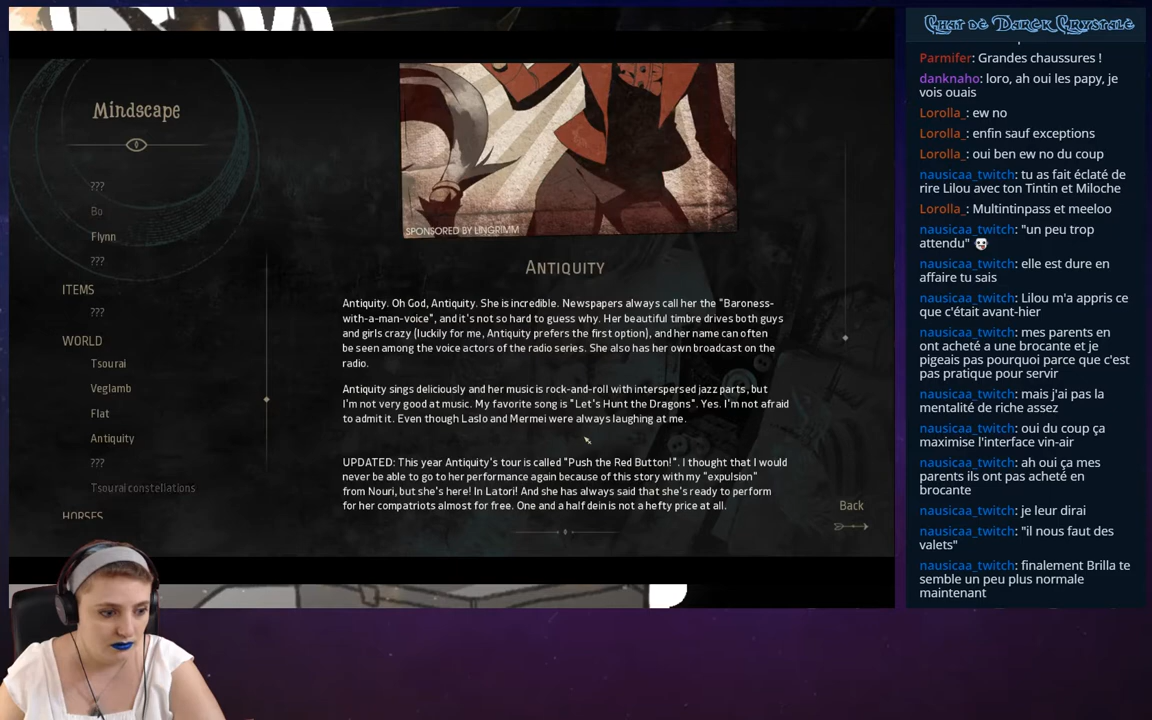 Mindscape
???
Bo
Flynn
???
ITEMS
???
WORLD
Tsourai
Veglamb
Flat
Antiquity
???
Tsourai constellations
HORSES
SPONSORED BY LINGRIMM
ANTIQUITY
Antiquity. Oh God, Antiquity. She is incredible. Newspapers always call her the "Baroness-
with-a-man-voice", and it's not so hard to guess why. Her beautiful timbre drives both guys
and girls crazy (luckily for me, Antiquity prefers the first option), and her name can often
be seen among the voice actors of the radio series. She also has her own broadcast on the
radio.
Antiquity sings deliciously and her music is rock-and-roll with interspersed jazz parts, but
I'm not very good at music. My favorite song is "Let's Hunt the Dragons". Yes. I'm not afraid
to admit it. Even though Laslo and Mermei were always laughing at me.
UPDATED: This year Antiquity's tour is called "Push the Red Button!". I thought that I would
never be able to go to her performance again because of this story with my "expulsion"
from Nouri, but she's here! In Latori! And she has always said that she's ready to perform
for her compatriots almost for free. One and a half dein is not a hefty price at all.
Back
Chat de Darck Crystale
Parmifer: Grandes chaussures !
danknaho: loro, ah oui les papy, je
vois ouais
Lorolla_: ew no
Lorolla_: enfin sauf exceptions
Lorolla_: oui ben ew no du coup
nausicaa_twitch: tu as fait éclaté de
rire Lilou avec ton Tintin et Miloche
Lorolla_: Multintinpass et meeloo
nausicaa_twitch: "un peu trop
attendu"
nausicaa_twitch: elle est dure en
affaire tu sais
nausicaa_twitch: Lilou m'a appris ce
que c'était avant-hier
nausicaa_twitch: mes parents en
ont acheté a une brocante et je
pigeais pas pourquoi parce que c'est
pas pratique pour servir
nausicaa_twitch: mais j'ai pas la
mentalité de riche assez
nausicaa_twitch: oui du coup ça
maximise l'interface vin-air
nausicaa_twitch: ah oui ça mes
parents ils ont pas acheté en
brocante
nausicaa_twitch: je leur dirai
nausicaa_twitch: "il nous faut des
valets"
nausicaa_twitch: finalement Brilla te
semble un peu plus normale
maintenant